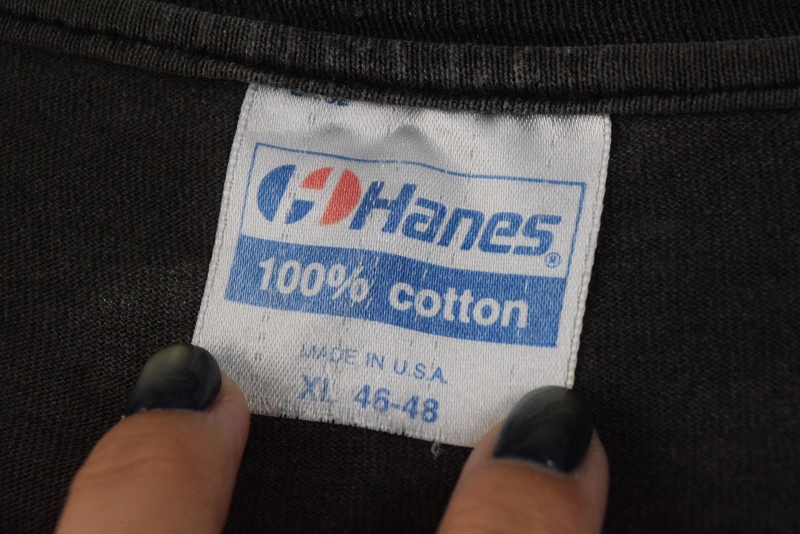 Hanes®
100% cotton
MADE IN U.S.A.
XL 46-48